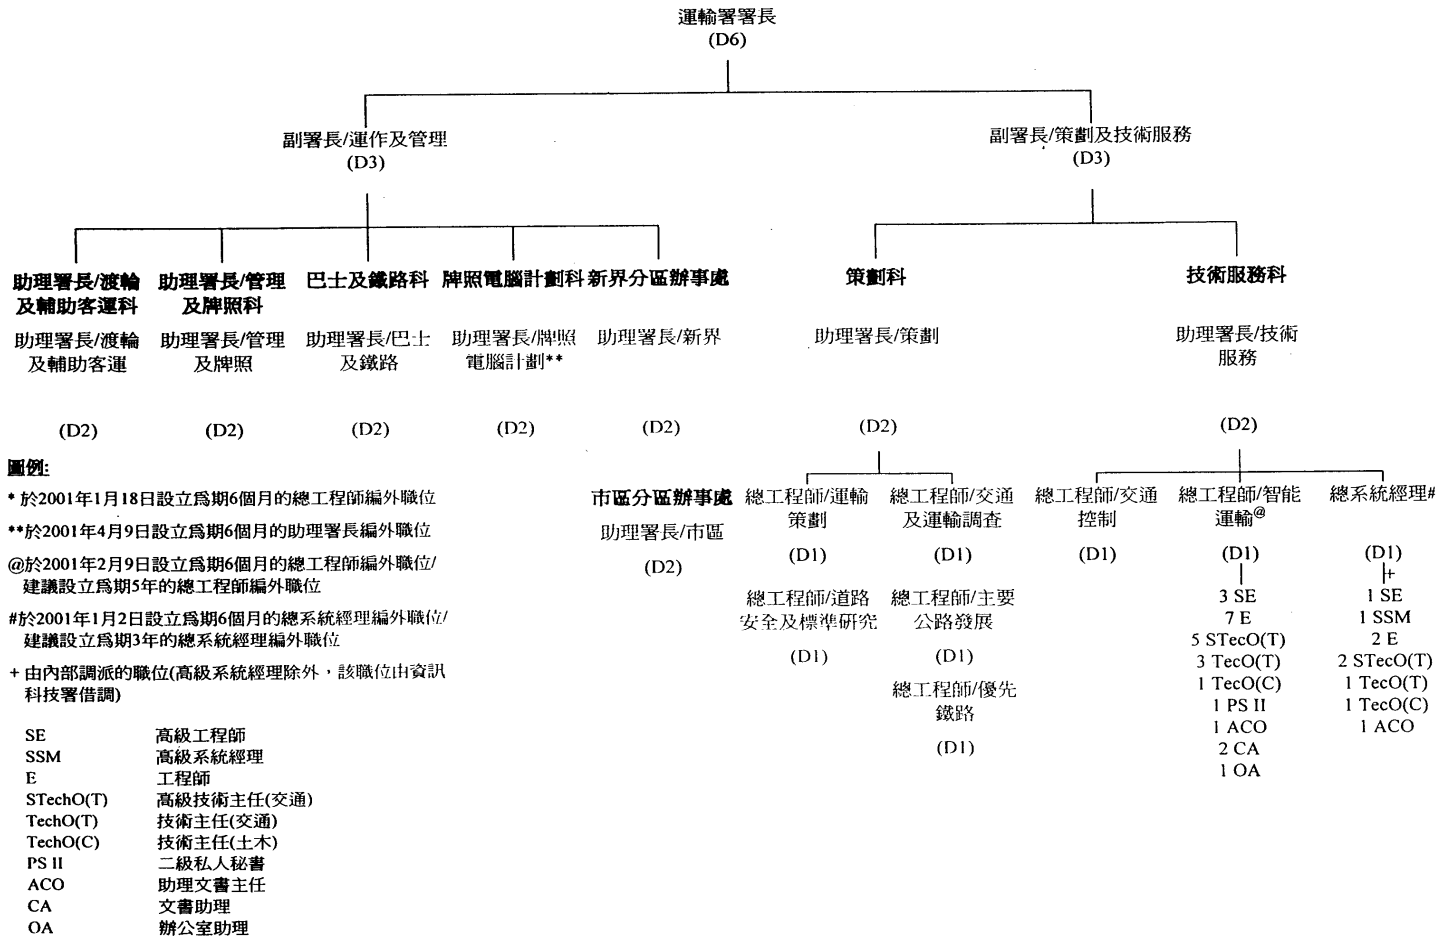 運輸署署長
(D6)
副署長/運作及管理
(D3)
副署長/策劃及技術服務
(D3)
助理署長/渡輪
及輔助客運科
助理署長/渡輪
及輔助客運
(D2)
助理署長/管理
及牌照科
助理署長/管理
及牌照
(D2)
巴士及鐵路科
助理署長/巴士
及鐵路
(D2)
牌照電腦計劃科
助理署長/牌照
電腦計劃**
(D2)
新界分區辦事處
助理署長/新界
(D2)
市區分區辦事處
助理署長/市區
(D2)
策劃科
助理署長/策劃
(D2)
總工程師/運輸
策劃
(D1)
總工程師/道路
安全及標準研究
(D1)
總工程師/交通
及運輸調查
(D1)
總工程師/主要
公路發展
(D1)
總工程師/優先
鐵路
(D1)
技術服務科
助理署長/技術
服務
(D2)
總工程師/交通
控制
(D1)
總工程師/智能
運輸@
(D1)
3 SE
7 E
5 STecO(T)
3 TecO(T)
1 TecO(C)
1 PS II
1 ACO
2 CA
1 OA
總系統經理#
(D1)
+
1 SE
1 SSM
2 E
2 STecO(T)
1 TecO(T)
1 TecO(C)
1 ACO
圖例:
* 於2001年1月18日設立爲期6個月的總工程師編外職位
**於2001年4月9日設立爲期6個月的助理署長編外職位
@於2001年2月9日設立爲期6個月的總工程師編外職位/
建議設立爲期5年的總工程師編外職位
#於2001年1月2日設立爲期6個月的總系統經理編外職位/
建議設立爲期3年的總系統經理編外職位
+ 由內部調派的職位(高級系統經理除外，該職位由資訊
科技署借調)
SE 高級工程師
SSM 高級系統經理
E 工程師
STechO(T) 高級技術主任(交通)
TechO(T) 技術主任(交通)
TechO(C) 技術主任(土木)
PS II 二級私人秘書
ACO 助理文書主任
CA 文書助理
OA 辦公室助理